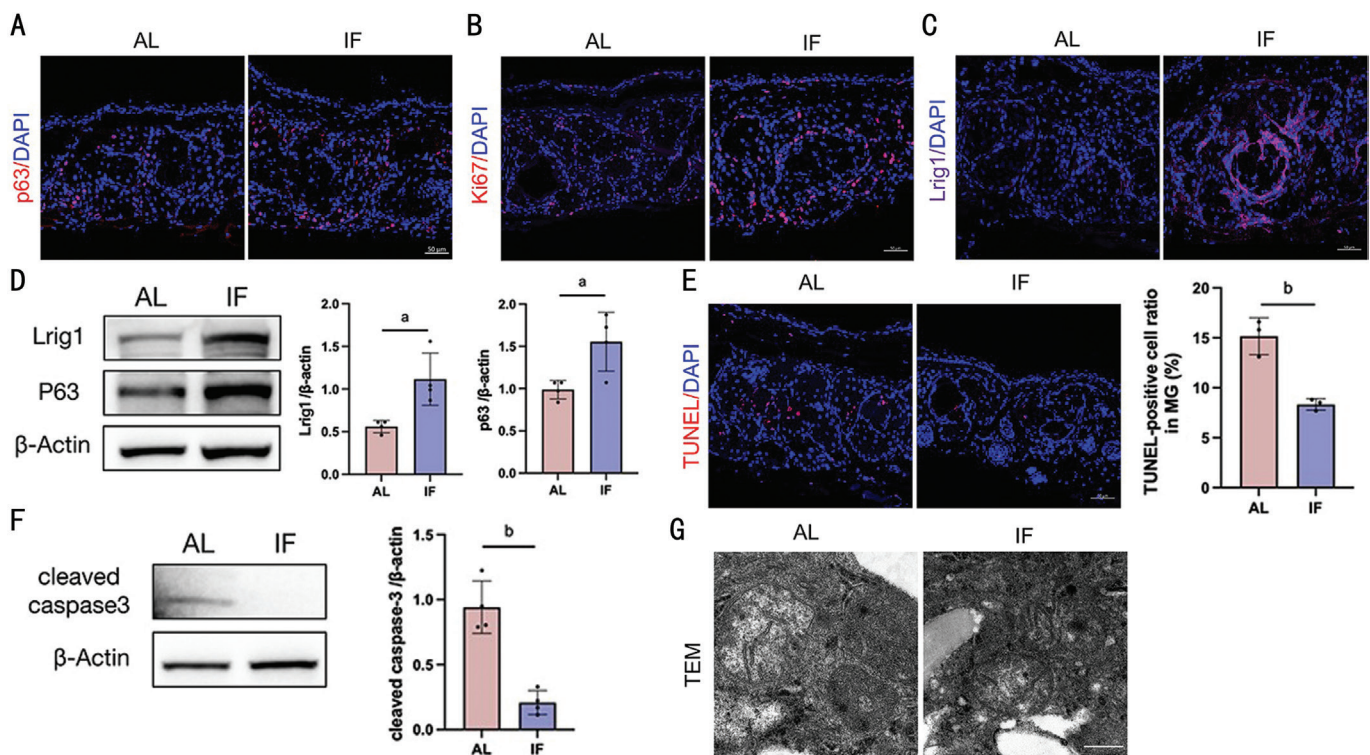 A
AL IF
p63/DAPI
50 μm
B
AL IF
Ki67/DAPI
C
AL IF
Lrig1/DAPI
D
AL IF
Lrig1
P63
β-Actin
Lrig1/β-actin
2.0
1.5
1.0
0.5
0.0
a
AL IF
p63/β-actin
2.0
1.5
1.0
0.5
0.0
a
AL IF
E
AL IF
TUNEL/DAPI
TUNEL-positive cell ratio
in MG (%)
20
15
10
5
0
b
AL IF
F
AL IF
cleaved
caspase3
β-Actin
cleaved caspase-3/β-actin
1.5
1.0
0.5
0.0
b
AL IF
G
AL IF
TEM